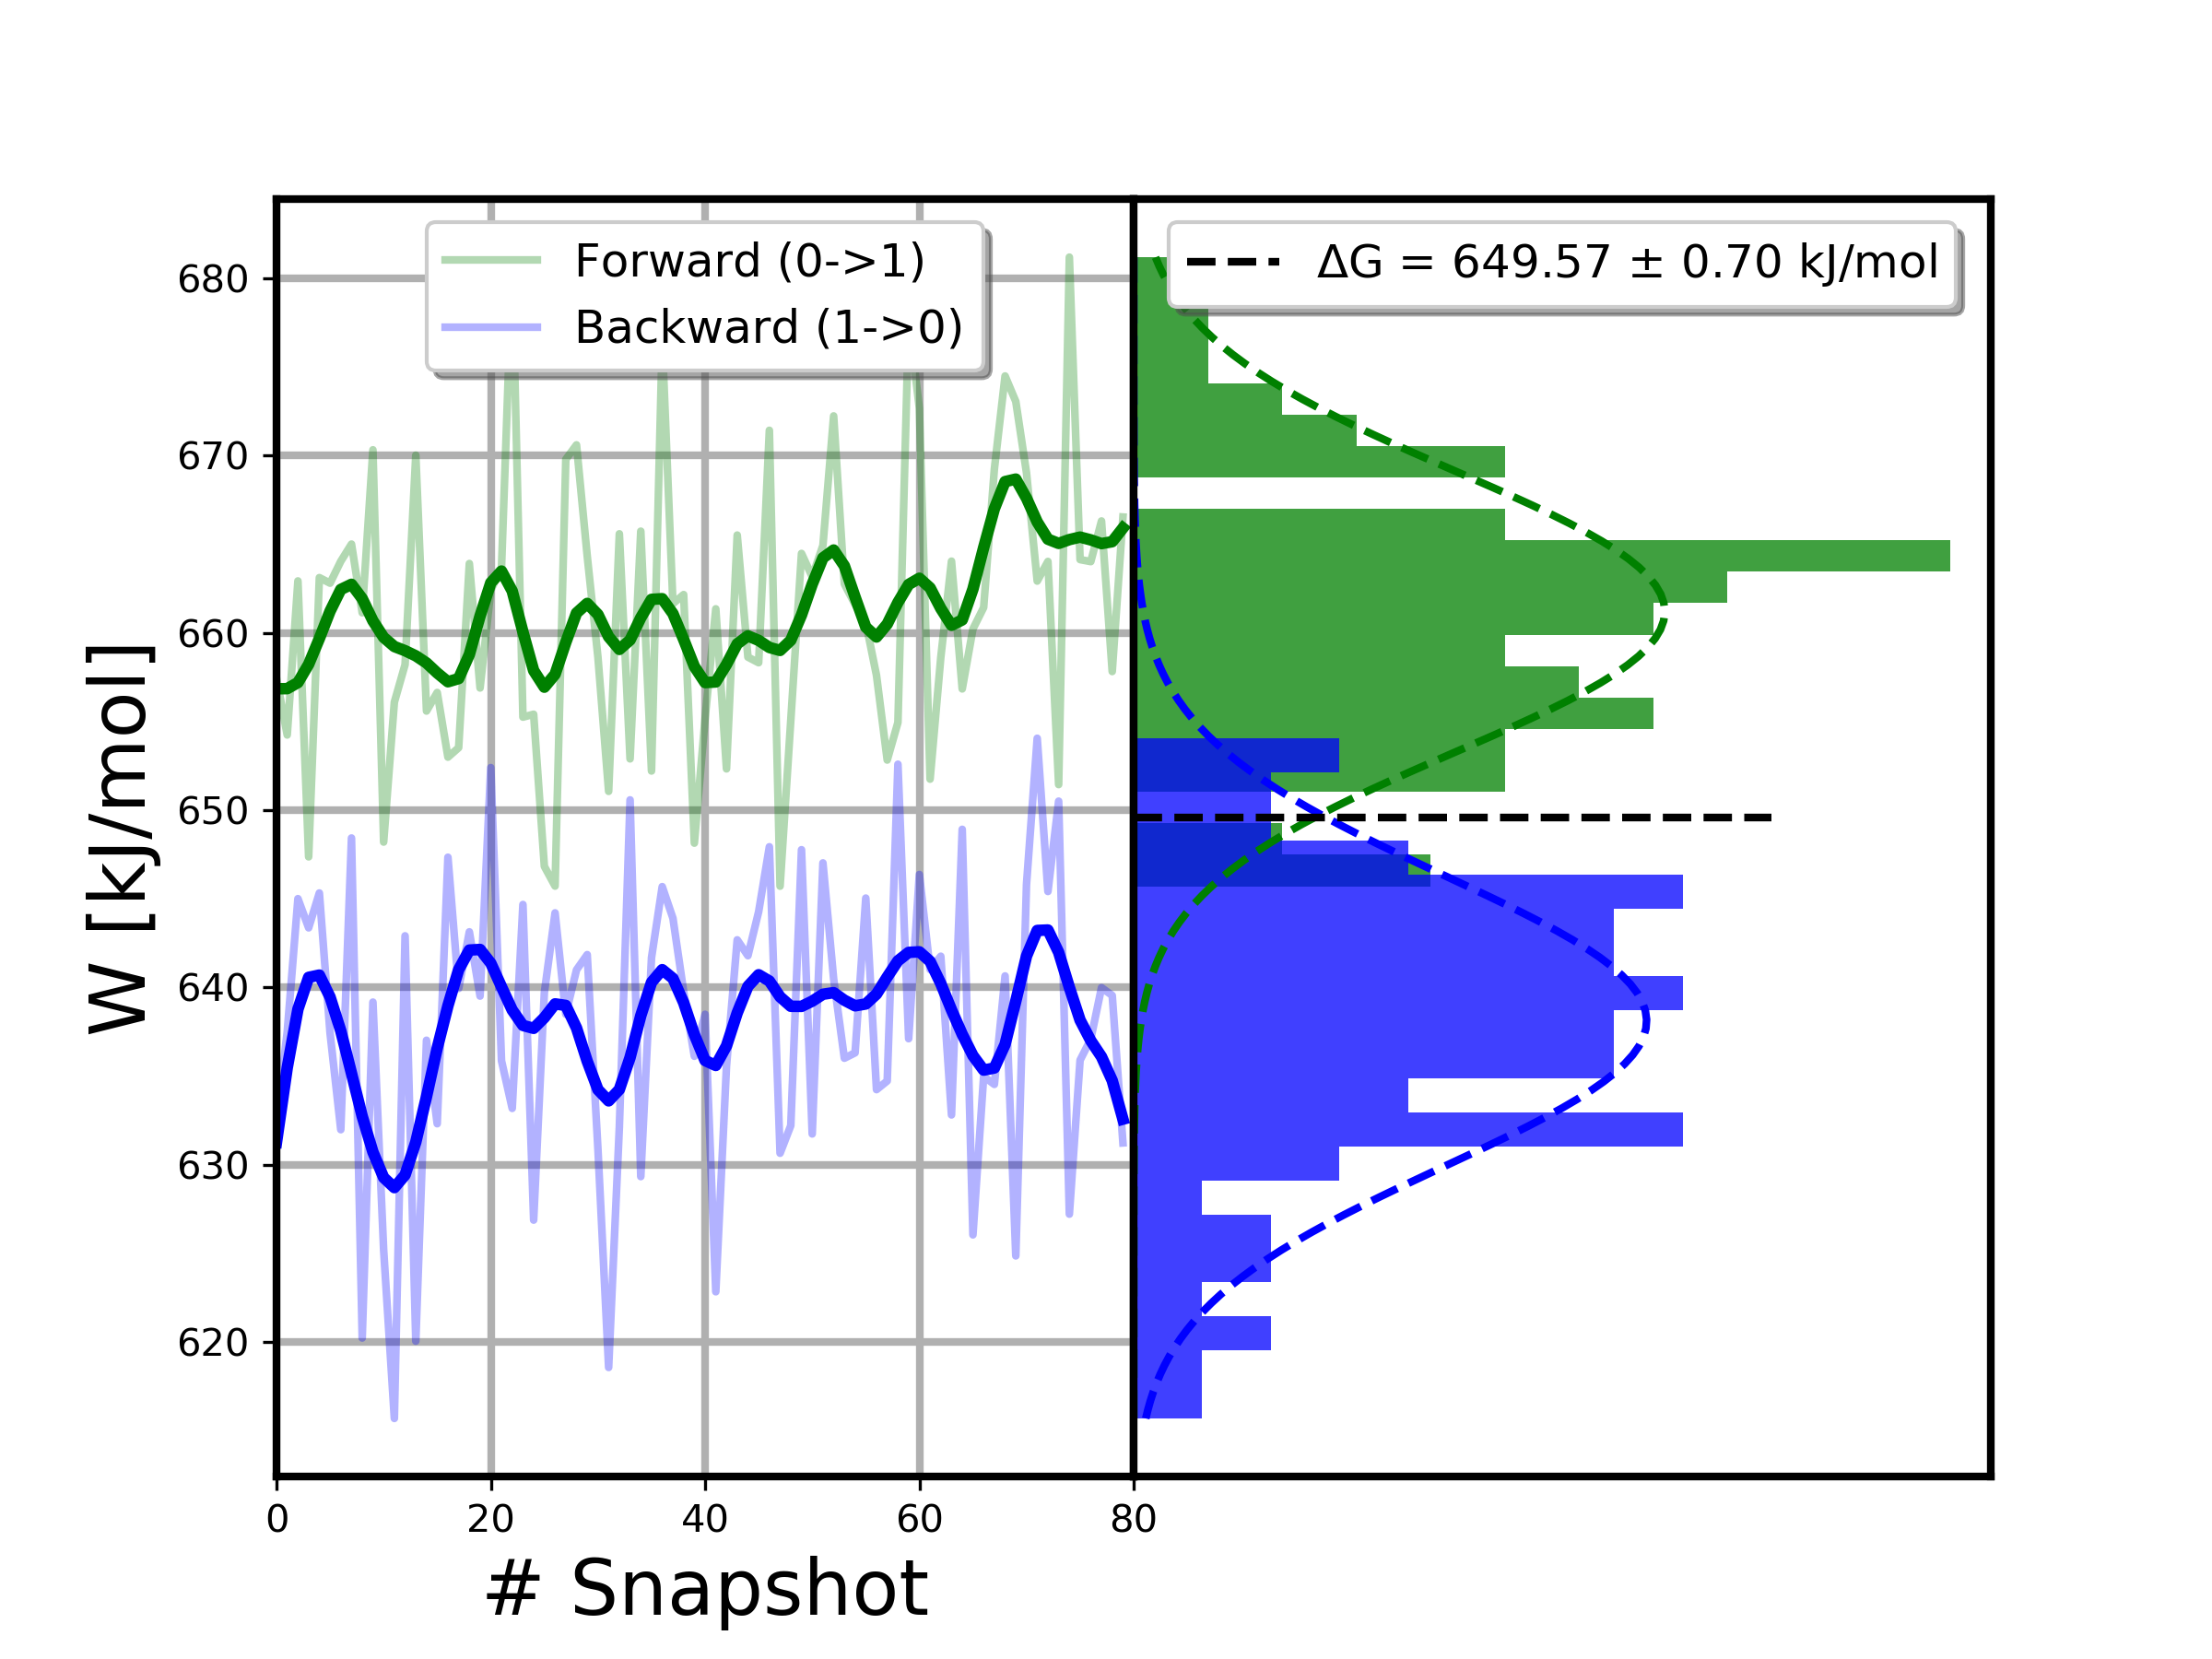 Forward (0->1)
Backward (1->0)
ΔG = 649.57 ± 0.70 kJ/mol
680
670
660
650
640
630
620
W [kJ/mol]
0
20
40
60
80
# Snapshot